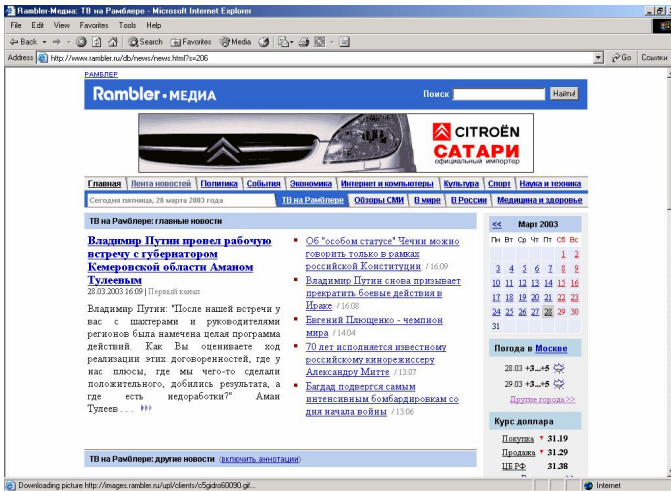 Rambler-Медиа: ТВ на Рамблере - Microsoft Internet Explorer
File Edit View Favorites Tools Help
Back Search Favorites Media
Address http://www.rambler.ru/db/news/news.html?s=206 Go Ссылки
РАМБЛЕР
Rambler • МЕДИА Поиск Найти!
CITROËN
САТАРИ
официальный импортер
Главная Лента новостей Политика События Экономика Интернет и компьютеры Культура Спорт Наука и техника
Сегодня пятница, 28 марта 2003 года ТВ на Рамблере Обзоры СМИ В мире В России Медицина и здоровье
ТВ на Рамблере: главные новости
Владимир Путин провел рабочую
встречу с губернатором
Кемеровской области Аманом
Тулеевым
28.03.2003 16:09 | Первый канал
Владимир Путин: "После нашей встречи у
вас с шахтерами и руководителями
регионов была намечена целая программа
действий. Как Вы оцениваете ход
реализации этих договоренностей, где у
нас плюсы, где мы чего-то сделали
положительного, добились результата, а
где есть недоработки?" Аман
Тулеев . . .
Об "особом статусе" Чечни можно
говорить только в рамках
российской Конституции / 16:09
Владимир Путин снова призывает
прекратить боевые действия в
Ираке / 16:08
Евгений Плющенко - чемпион
мира / 14:04
70 лет исполняется известному
российскому кинорежиссеру
Александру Митте / 13:07
Багдад подвергся самым
интенсивным бомбардировкам со
дня начала войны / 13:06
<< Март 2003
Пн Вт Ср Чт Пт Сб Вс
1 2
3 4 5 6 7 8 9
10 11 12 13 14 15 16
17 18 19 20 21 22 23
24 25 26 27 28 29 30
31
Погода в Москве
28.03 +3...+5
29.03 +3...+5
Другие города >>
Курс доллара
Покупка 31.19
Продажа 31.29
ЦБ РФ 31.38
ТВ на Рамблере: другие новости (включить аннотации)
Downloading picture http://images.rambler.ru/upl/clients/c5gidro60090.gif... Internet